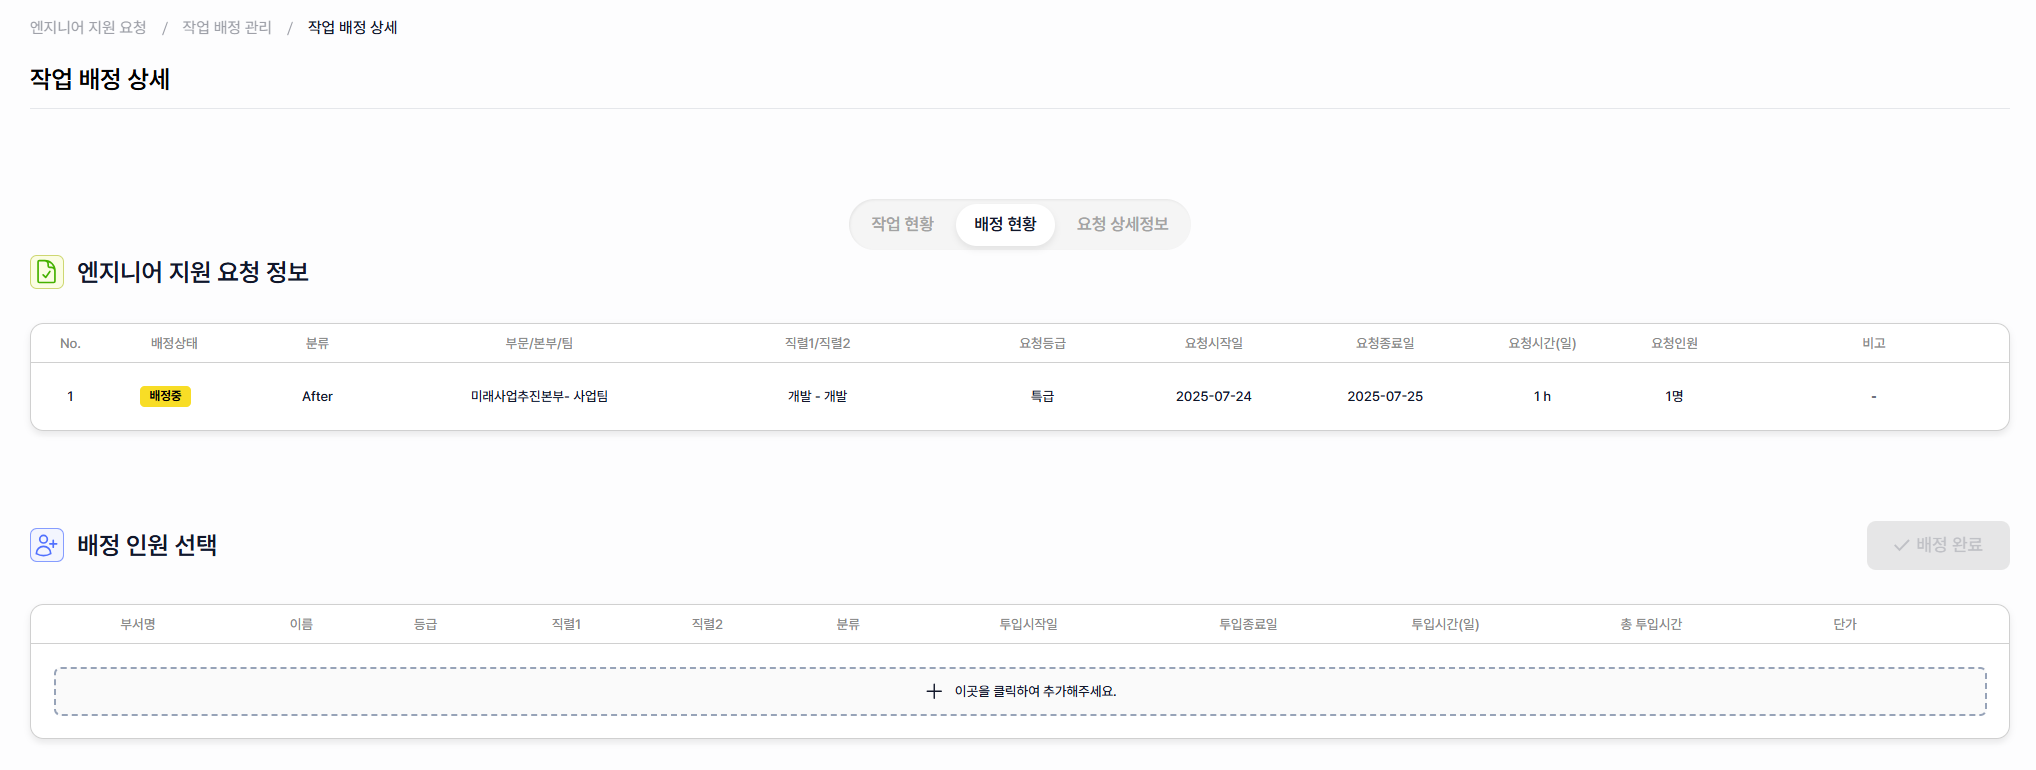 엔지니어 지원 요청 / 작업 배정 관리 / 작업 배정 상세
작업 배정 상세
작업 현황 배정 현황 요청 상세정보
엔지니어 지원 요청 정보
No. 배정상태 분류 부문/본부/팀 직렬1/직렬2 요청등급 요청시작일 요청종료일 요청시간(일) 요청인원 비고
1 배정중 After 미래사업추진본부- 사업팀 개발 - 개발 특급 2025-07-24 2025-07-25 1 h 1명 -
배정 인원 선택
배정 완료
부서명 이름 등급 직렬1 직렬2 분류 투입시작일 투입종료일 투입시간(일) 총 투입시간 단가
이곳을 클릭하여 추가해주세요.